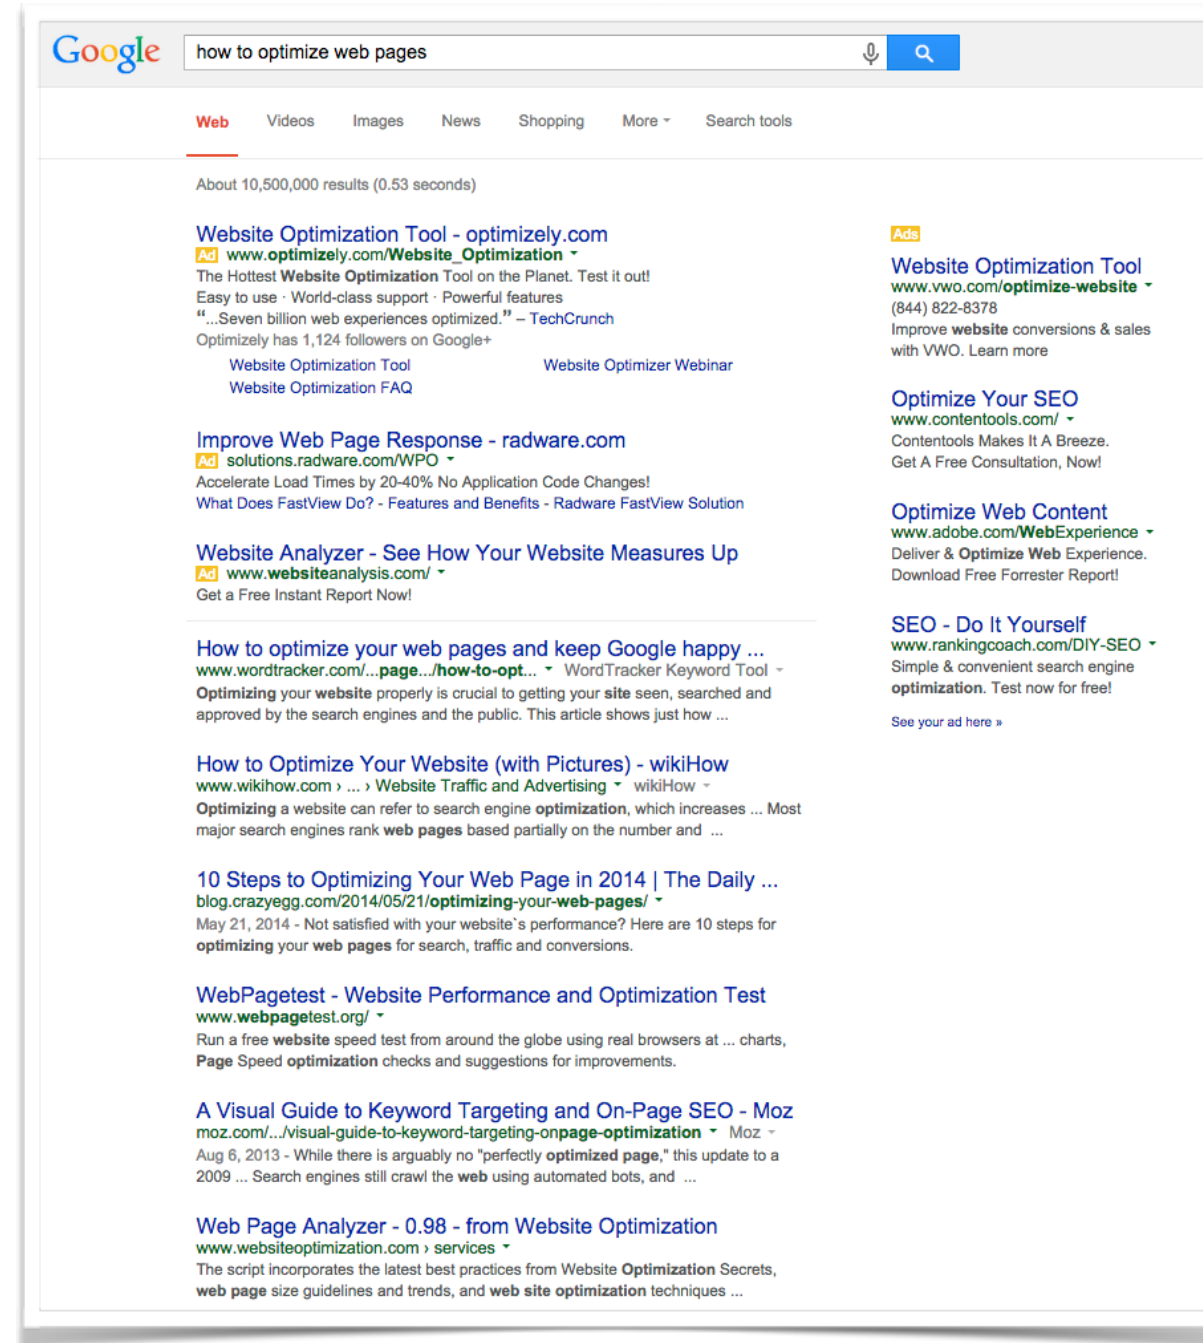 Google
how to optimize web pages
Web Videos Images News Shopping More Search tools
About 10,500,000 results (0.53 seconds)
Website Optimization Tool - optimizely.com
Ad www.optimizely.com/Website_Optimization
The Hottest Website Optimization Tool on the Planet. Test it out!
Easy to use · World-class support · Powerful features
“...Seven billion web experiences optimized.” – TechCrunch
Optimizely has 1,124 followers on Google+
Website Optimization Tool Website Optimizer Webinar
Website Optimization FAQ
Improve Web Page Response - radware.com
Ad solutions.radware.com/WPO
Accelerate Load Times by 20-40% No Application Code Changes!
What Does FastView Do? - Features and Benefits - Radware FastView Solution
Website Analyzer - See How Your Website Measures Up
Ad www.websiteanalysis.com/
Get a Free Instant Report Now!
How to optimize your web pages and keep Google happy ...
www.wordtracker.com/...page.../how-to-opt... WordTracker Keyword Tool
Optimizing your website properly is crucial to getting your site seen, searched and
approved by the search engines and the public. This article shows just how ...
How to Optimize Your Website (with Pictures) - wikiHow
www.wikihow.com › ... › Website Traffic and Advertising wikiHow
Optimizing a website can refer to search engine optimization, which increases ... Most
major search engines rank web pages based partially on the number and ...
10 Steps to Optimizing Your Web Page in 2014 | The Daily ...
blog.crazyegg.com/2014/05/21/optimizing-your-web-pages/
May 21, 2014 - Not satisfied with your website`s performance? Here are 10 steps for
optimizing your web pages for search, traffic and conversions.
WebPagetest - Website Performance and Optimization Test
www.webpagetest.org/
Run a free website speed test from around the globe using real browsers at ... charts,
Page Speed optimization checks and suggestions for improvements.
A Visual Guide to Keyword Targeting and On-Page SEO - Moz
moz.com/.../visual-guide-to-keyword-targeting-onpage-optimization Moz
Aug 6, 2013 - While there is arguably no "perfectly optimized page," this update to a
2009 ... Search engines still crawl the web using automated bots, and ...
Web Page Analyzer - 0.98 - from Website Optimization
www.websiteoptimization.com › services
The script incorporates the latest best practices from Website Optimization Secrets,
web page size guidelines and trends, and web site optimization techniques ...
Ads
Website Optimization Tool
www.vwo.com/optimize-website
(844) 822-8378
Improve website conversions & sales
with VWO. Learn more
Optimize Your SEO
www.contentools.com/
Contentools Makes It A Breeze.
Get A Free Consultation, Now!
Optimize Web Content
www.adobe.com/WebExperience
Deliver & Optimize Web Experience.
Download Free Forrester Report!
SEO - Do It Yourself
www.rankingcoach.com/DIY-SEO
Simple & convenient search engine
optimization. Test now for free!
See your ad here »